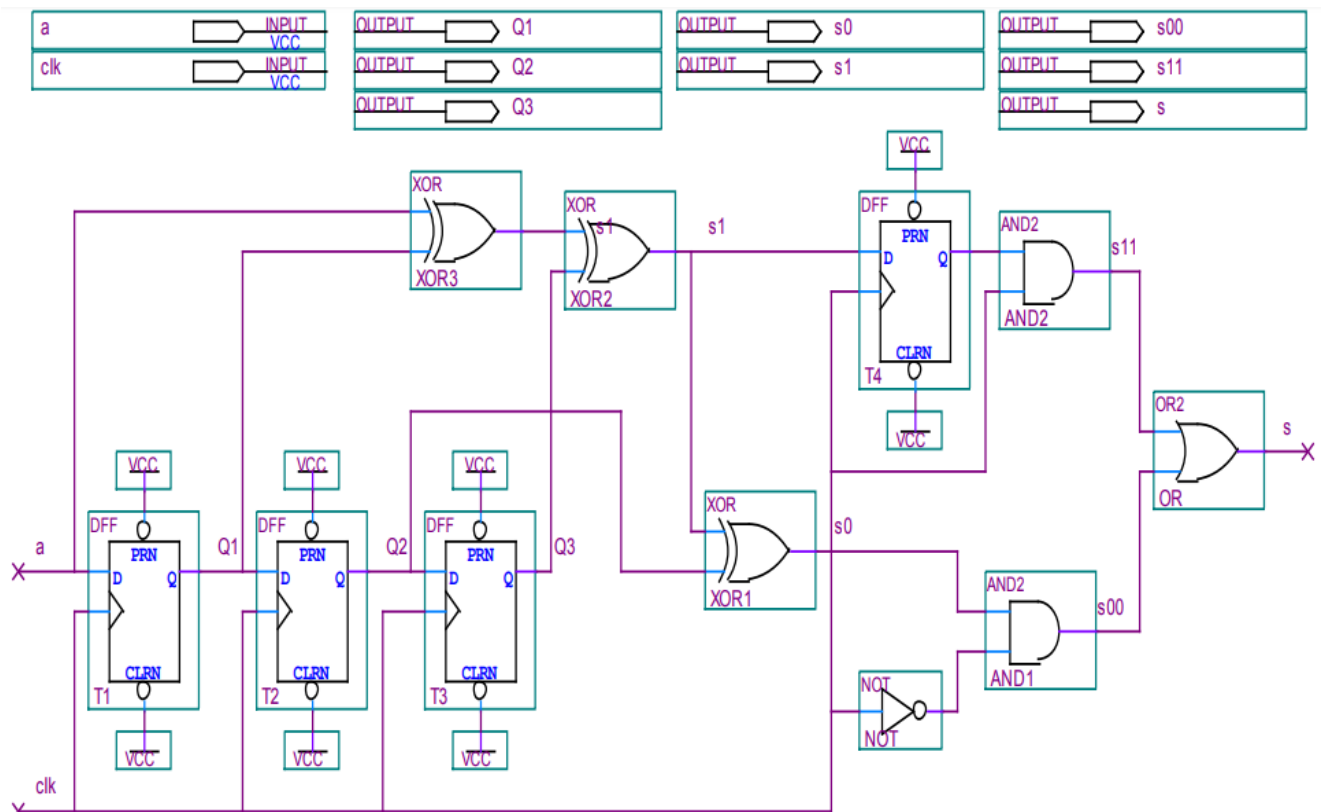 a INPUT VCC OUTPUT Q1 OUTPUT s0 OUTPUT s00
clk INPUT VCC OUTPUT Q2 OUTPUT s1 OUTPUT s11
OUTPUT Q3 OUTPUT s
VCC
XOR
XOR3
XOR
s1
XOR2
s1
DFF
PRN
D Q
CLRN
T4
VCC
AND2
s11
AND2
OR2
s
OR
VCC
DFF
PRN
a
D Q
Q1
CLRN
T1
VCC
VCC
DFF
PRN
D Q
Q2
CLRN
T2
VCC
VCC
DFF
PRN
D Q
Q3
CLRN
T3
VCC
XOR
s0
XOR1
AND2
s00
AND1
NOT
NOT
clk